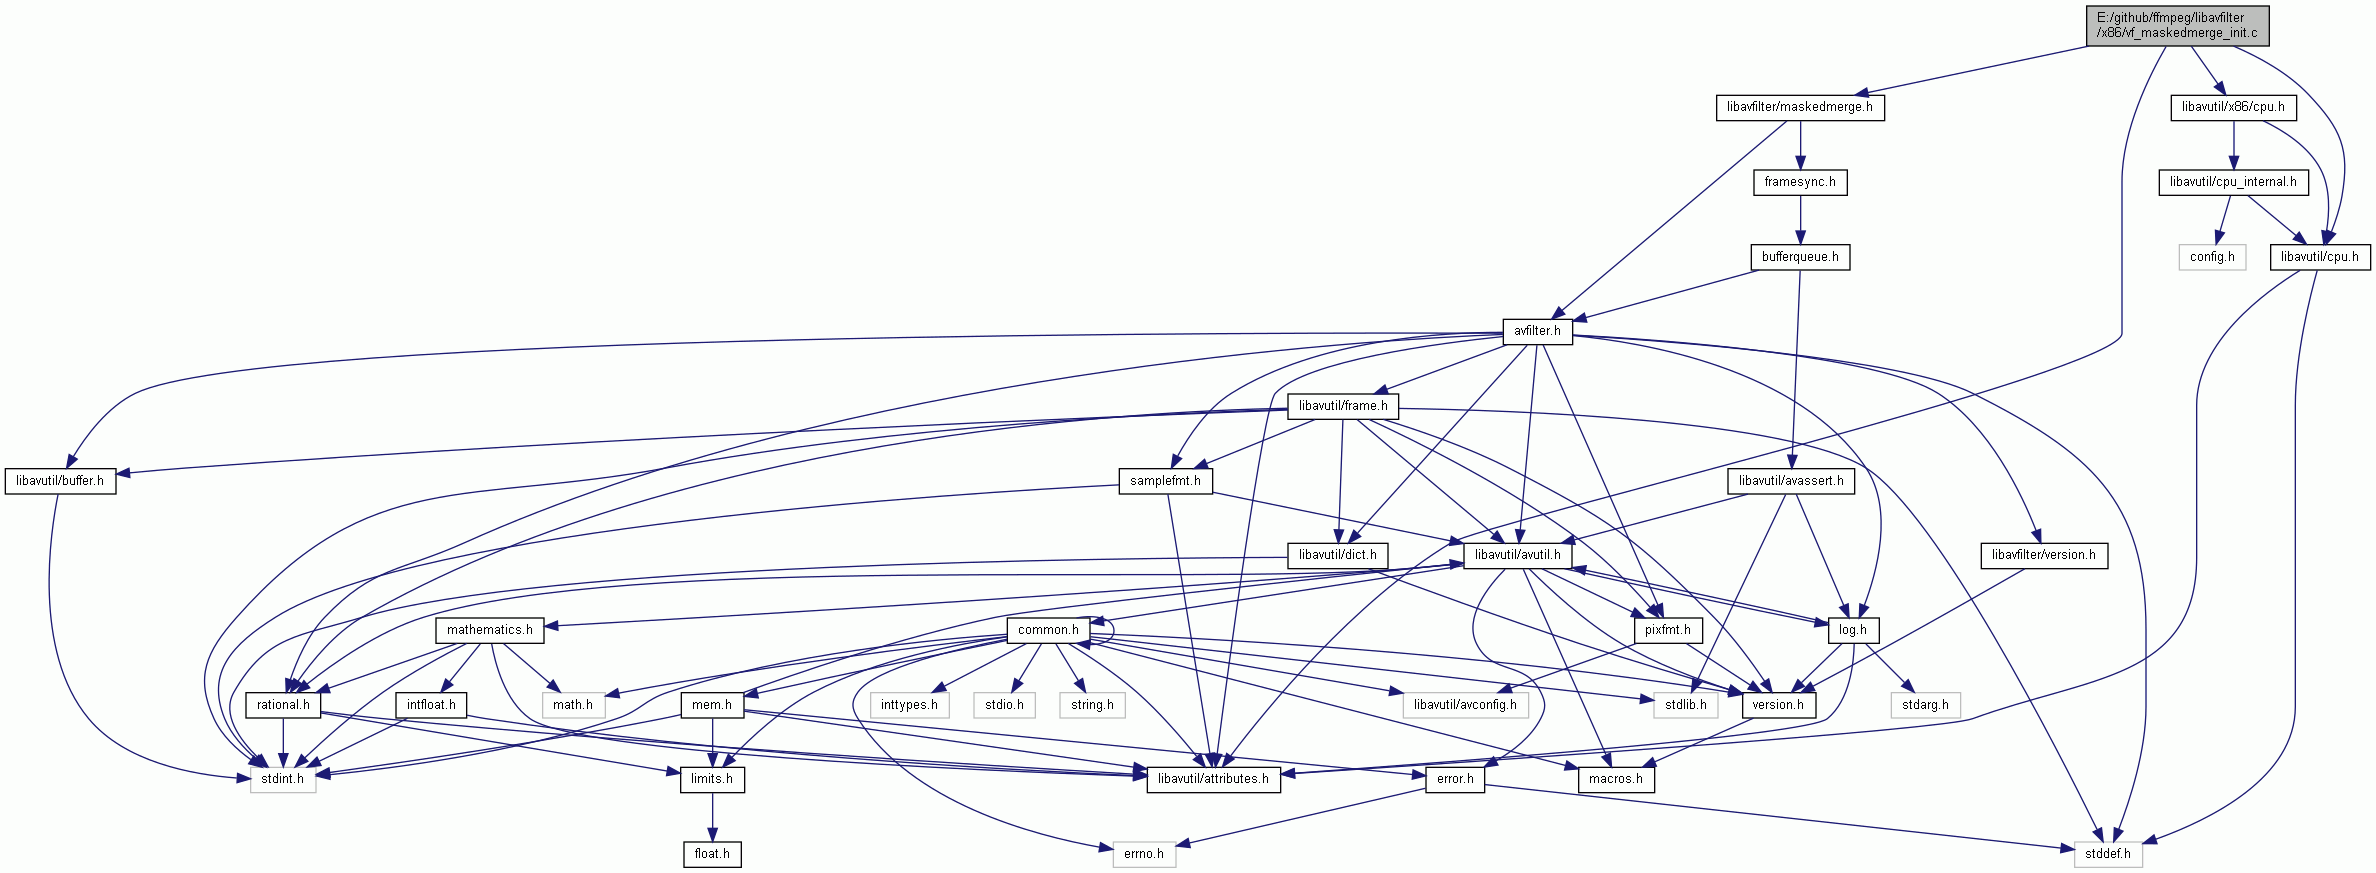 E:/github/ffmpeg/libavfilter
/x86/vf_maskedmerge_init.c
libavfilter/maskedmerge.h
libavutil/x86/cpu.h
framesync.h
libavutil/cpu_internal.h
bufferqueue.h
config.h
libavutil/cpu.h
avfilter.h
libavutil/frame.h
libavutil/buffer.h
samplefmt.h
libavutil/avassert.h
libavutil/dict.h
libavutil/avutil.h
libavfilter/version.h
mathematics.h
common.h
pixfmt.h
log.h
rational.h
intfloat.h
math.h
mem.h
inttypes.h
stdio.h
string.h
libavutil/avconfig.h
stdlib.h
version.h
stdarg.h
stdint.h
limits.h
libavutil/attributes.h
error.h
macros.h
float.h
errno.h
stddef.h